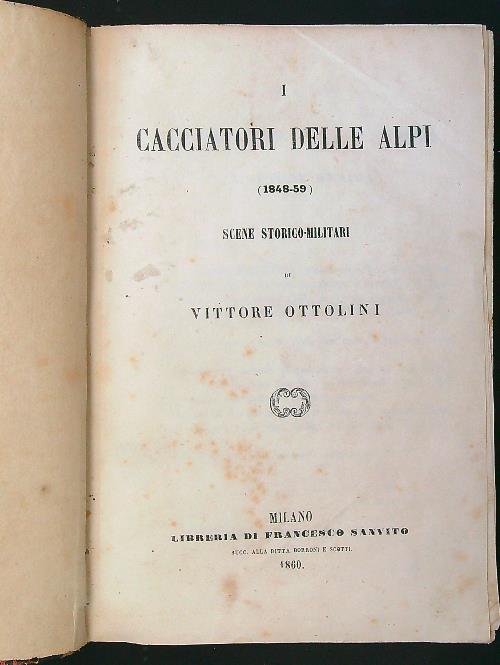 I
CACCIATORI DELLE ALPI
(1848-59)
SCENE STORICO-MILITARI
DI
VITTORE OTTOLINI
MILANO
LIBRERIA DI FRANCESCO SANVITO
SUCC. ALLA DITTA BORRONI E SCOTTI.
1860.